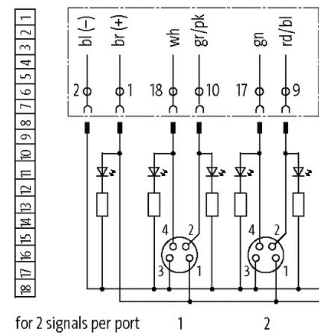 1 2 3 4 5 6 7 8 9 10 11 12 13 14 15 16 17 18
bl (–) br (+) wh gr/pk gn rd/bl
2 1 18 10 17 9
4 2 4 2
3 1 3 1
for 2 signals per port 1 2